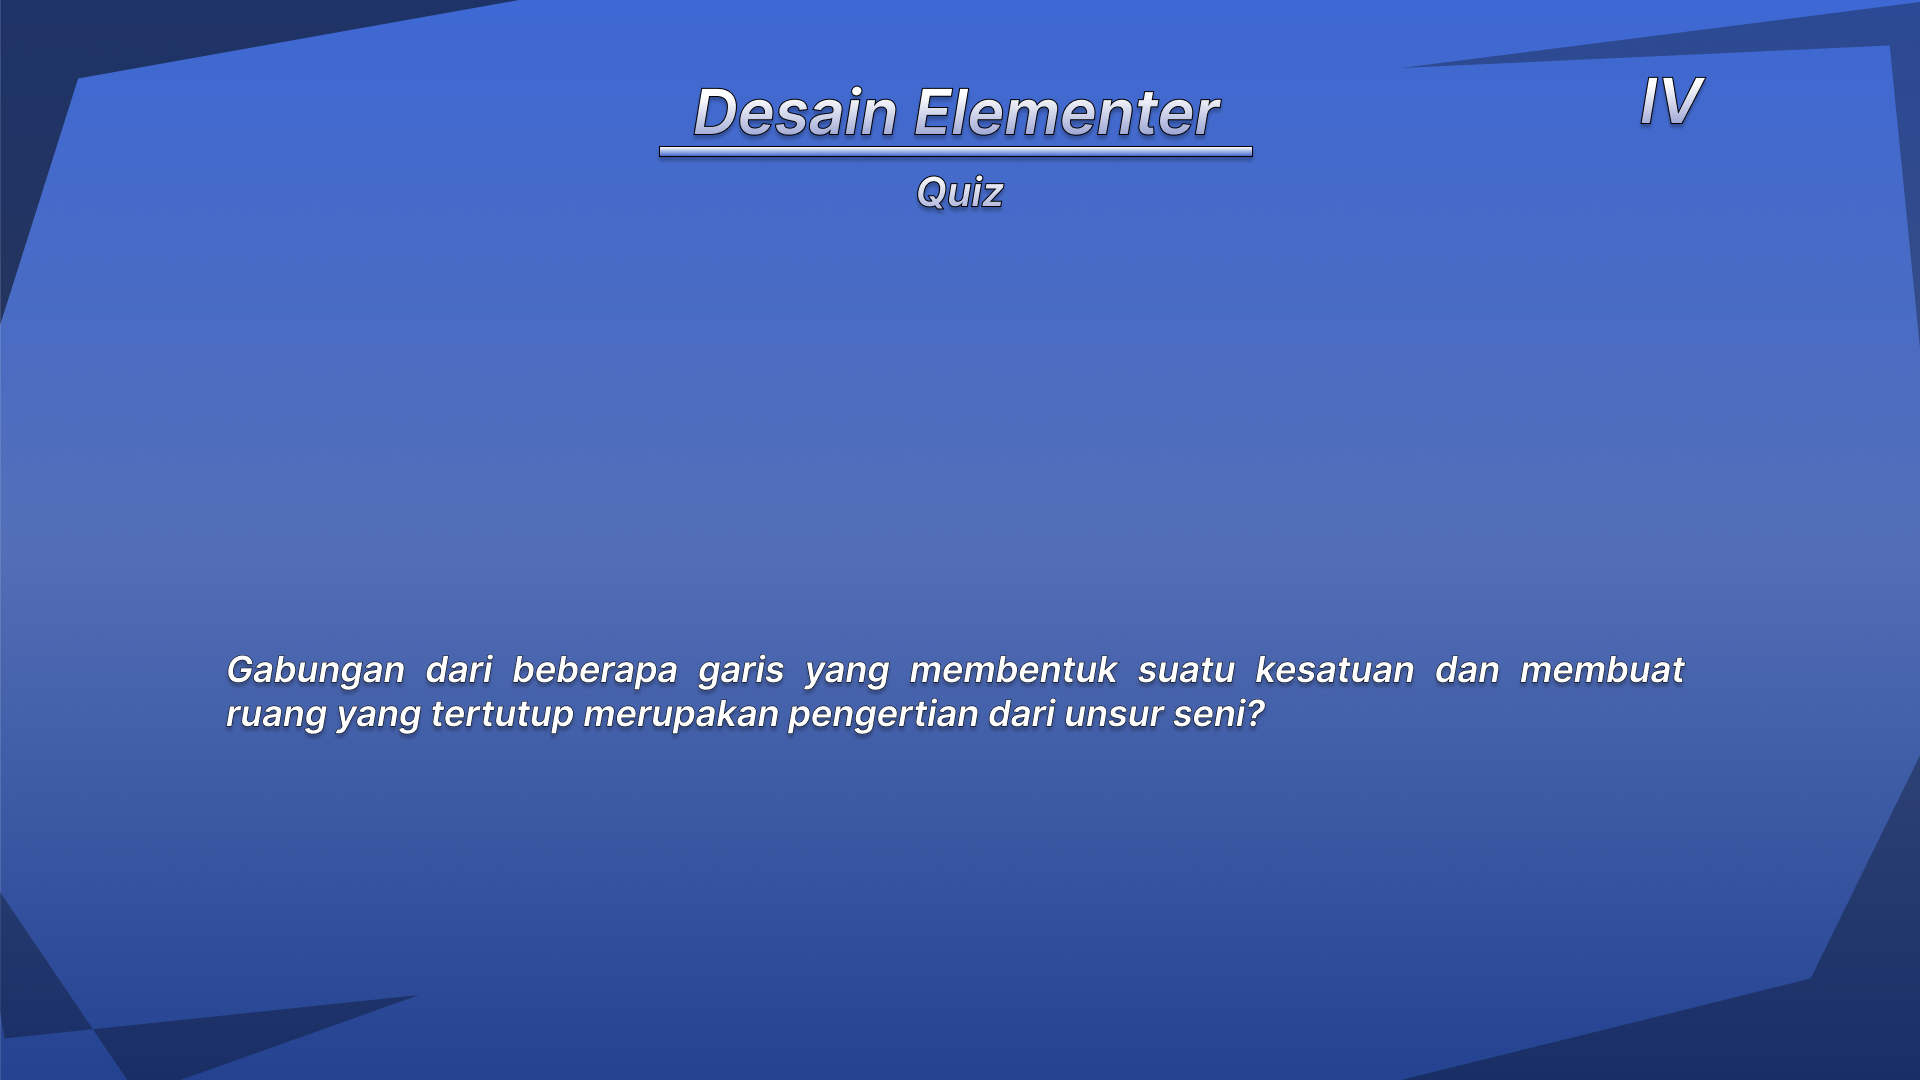 Desain Elementer
IV
Quiz
Gabungan dari beberapa garis yang membentuk suatu kesatuan dan membuat
ruang yang tertutup merupakan pengertian dari unsur seni?